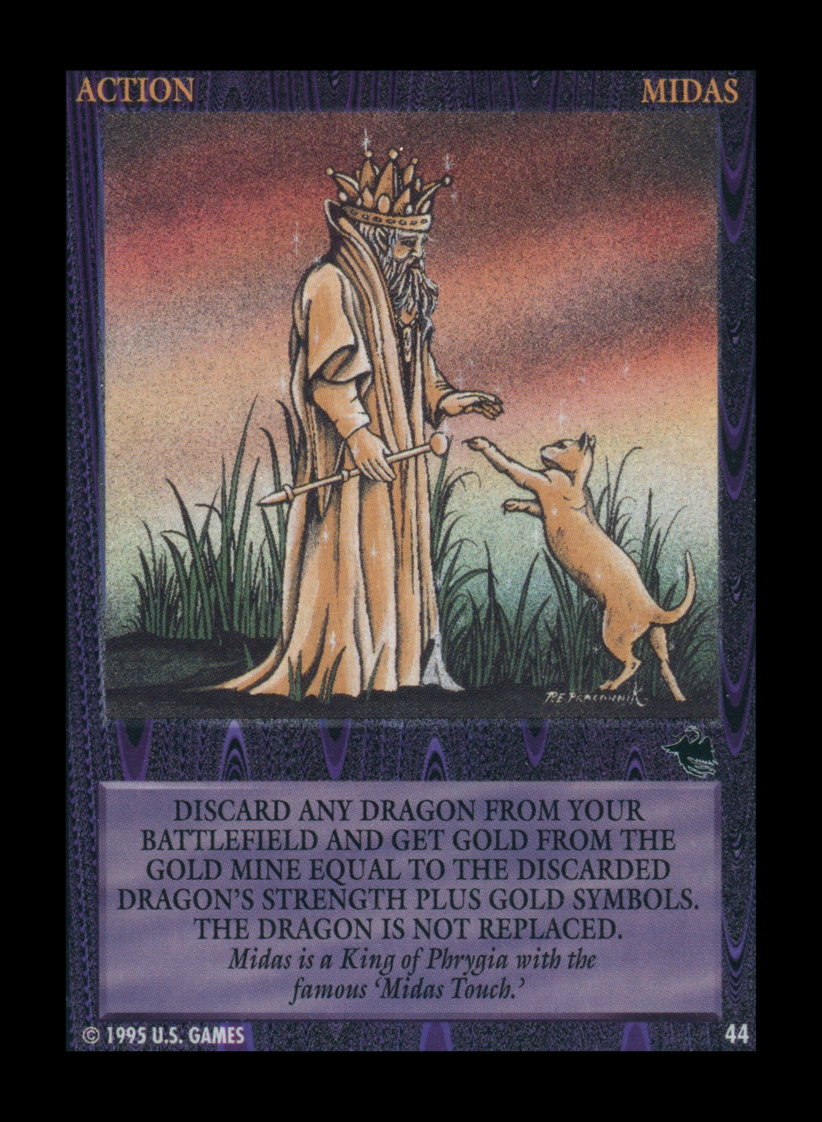 ACTION
MIDAS
P.E. PRACOWNIK
DISCARD ANY DRAGON FROM YOUR
BATTLEFIELD AND GET GOLD FROM THE
GOLD MINE EQUAL TO THE DISCARDED
DRAGON'S STRENGTH PLUS GOLD SYMBOLS.
THE DRAGON IS NOT REPLACED.
Midas is a King of Phrygia with the
famous ‘Midas Touch.’
© 1995 U.S. GAMES
44